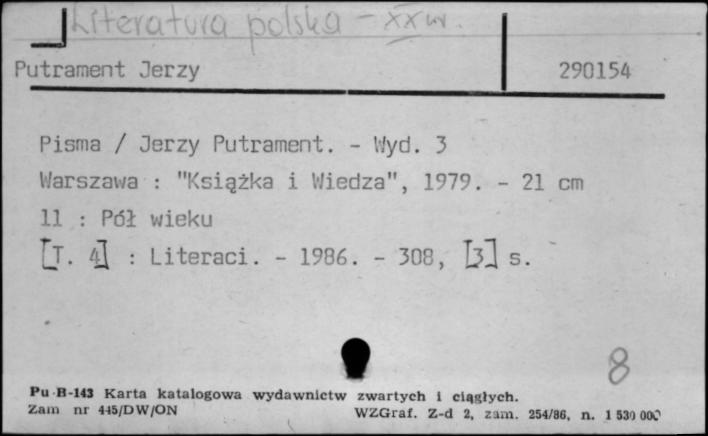 Literatura polska - XX w.
Putrament Jerzy 290154
Pisma / Jerzy Putrament. - Wyd. 3
Warszawa : "Książka i Wiedza", 1979. - 21 cm
11 : Pół wieku
[T. 4] : Literaci. - 1986. - 308, [3] s.
8
Pu B-143 Karta katalogowa wydawnictw zwartych i ciągłych.
Zam nr 445/DW/ON WZGraf. Z-d 2, zam. 254/86, n. 1 530 000